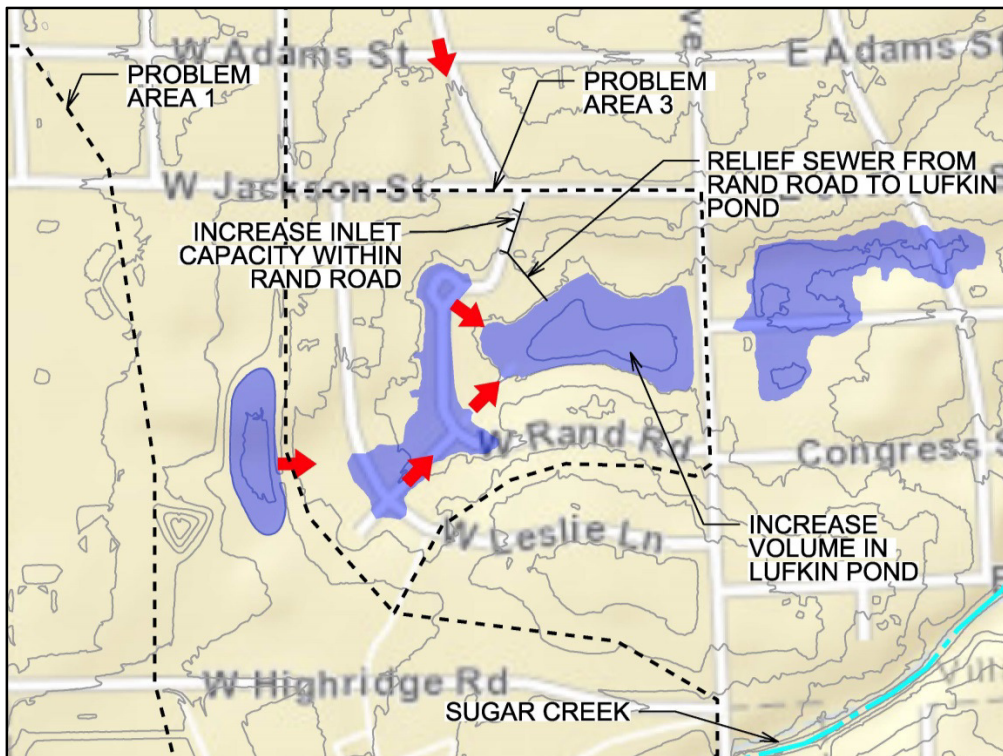 W Adams St
E Adams S
PROBLEM
AREA 1
PROBLEM
AREA 3
RELIEF SEWER FROM
RAND ROAD TO LUFKIN
POND
W Jackson St
INCREASE INLET
CAPACITY WITHIN
RAND ROAD
W Rand Rd
Congress S
W Leslie Ln
INCREASE
VOLUME IN
LUFKIN POND
W Highridge Rd
SUGAR CREEK